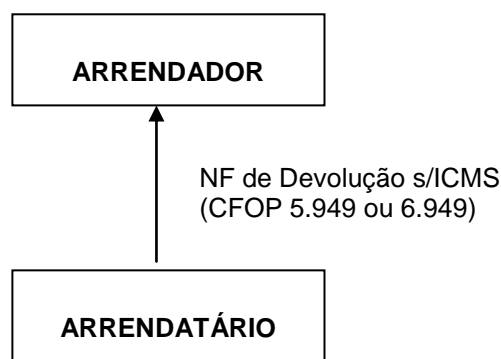 ARRENDADOR
NF de Devolução s/ICMS
(CFOP 5.949 ou 6.949)
ARRENDATÁRIO